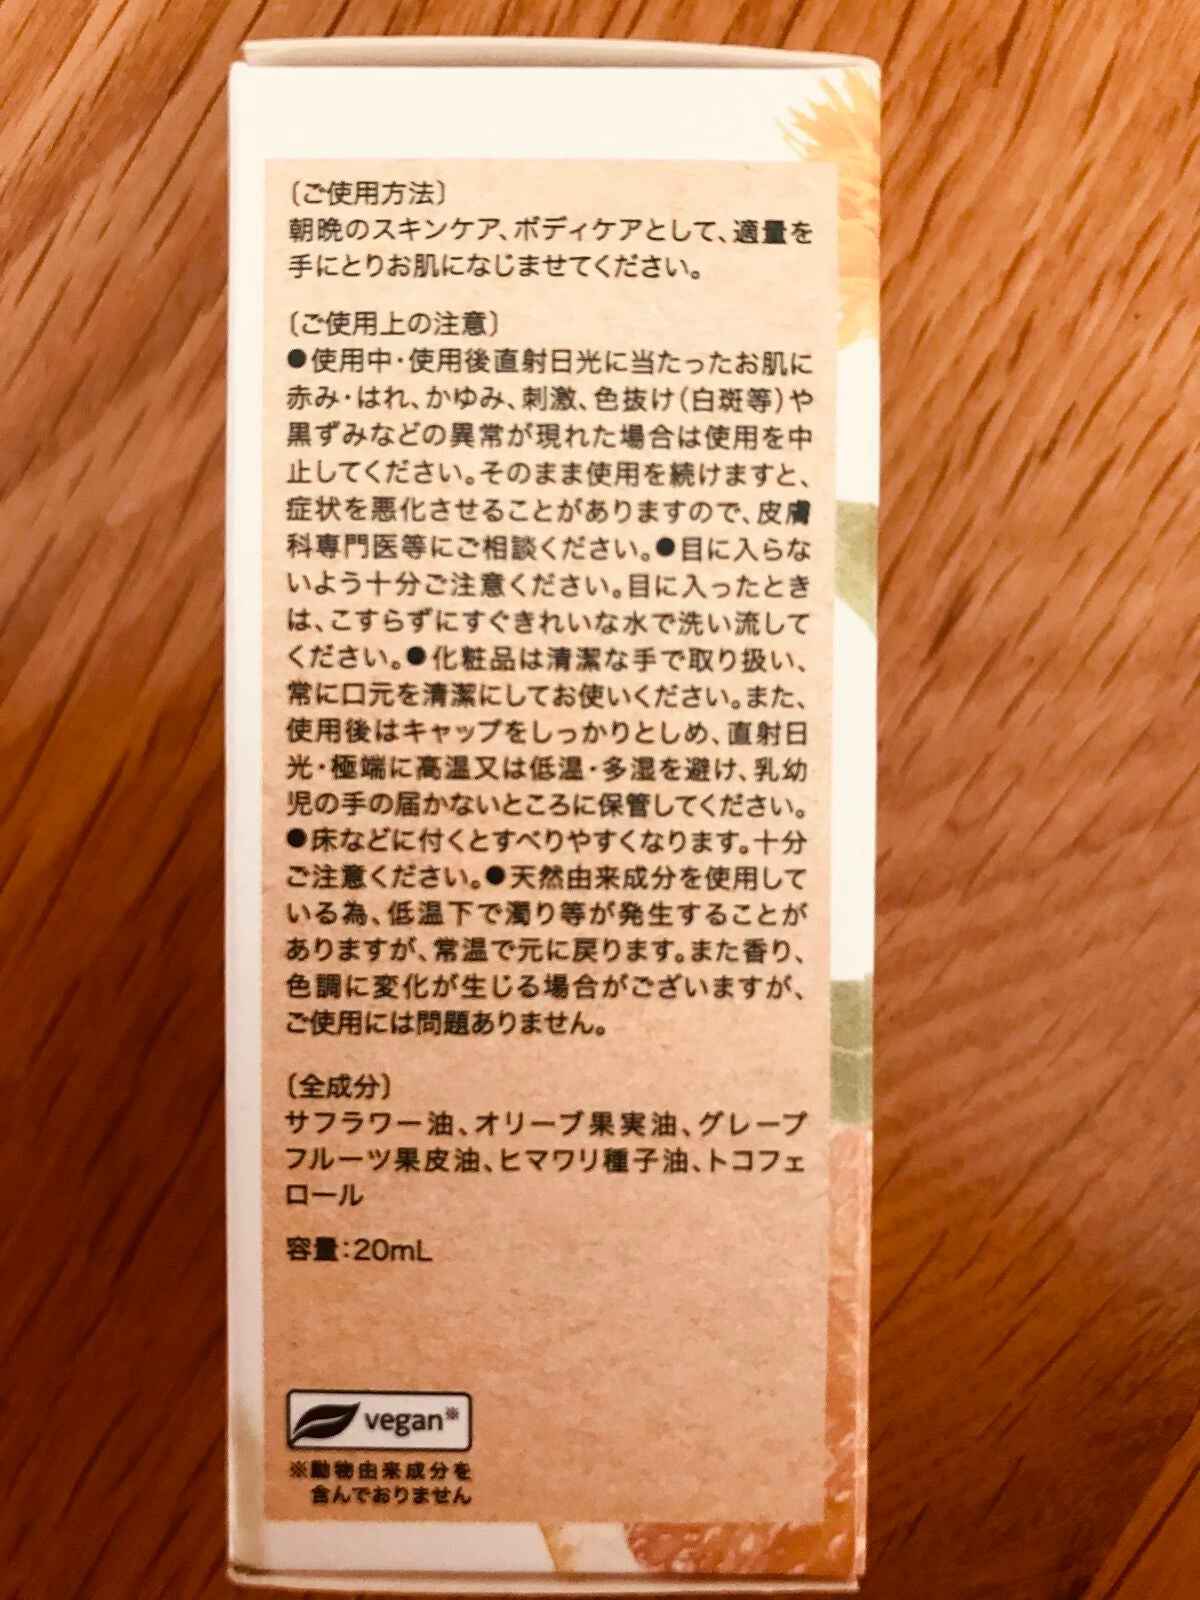 〔ご使用方法〕
朝晩のスキンケア、ボディケアとして、適量を
手にとりお肌になじませてください。
〔ご使用上の注意〕
●使用中・使用後直射日光に当たったお肌に
赤み・はれ、かゆみ、刺激、色抜け(白斑等)や
黒ずみなどの異常が現れた場合は使用を中
止してください。そのまま使用を続けますと、
症状を悪化させることがありますので、皮膚
科専門医等にご相談ください。●目に入らな
いよう十分ご注意ください。目に入ったとき
は、こすらずにすぐきれいな水で洗い流して
ください。●化粧品は清潔な手で取り扱い、
常に口元を清潔にしてお使いください。また、
使用後はキャップをしっかりとしめ、直射日
光・極端に高温又は低温・多湿を避け、乳幼
児の手の届かないところに保管してください。
●床などに付くとすべりやすくなります。十分
ご注意ください。●天然由来成分を使用して
いる為、低温下で濁り等が発生することが
ありますが、常温で元に戻ります。また香り、
色調に変化が生じる場合がございますが、
ご使用には問題ありません。
〔全成分〕
サフラワー油、オリーブ果実油、グレープ
フルーツ果皮油、ヒマワリ種子油、トコフェ
ロール
容量:20mL
vegan※
※動物由来成分を
含んでおりません